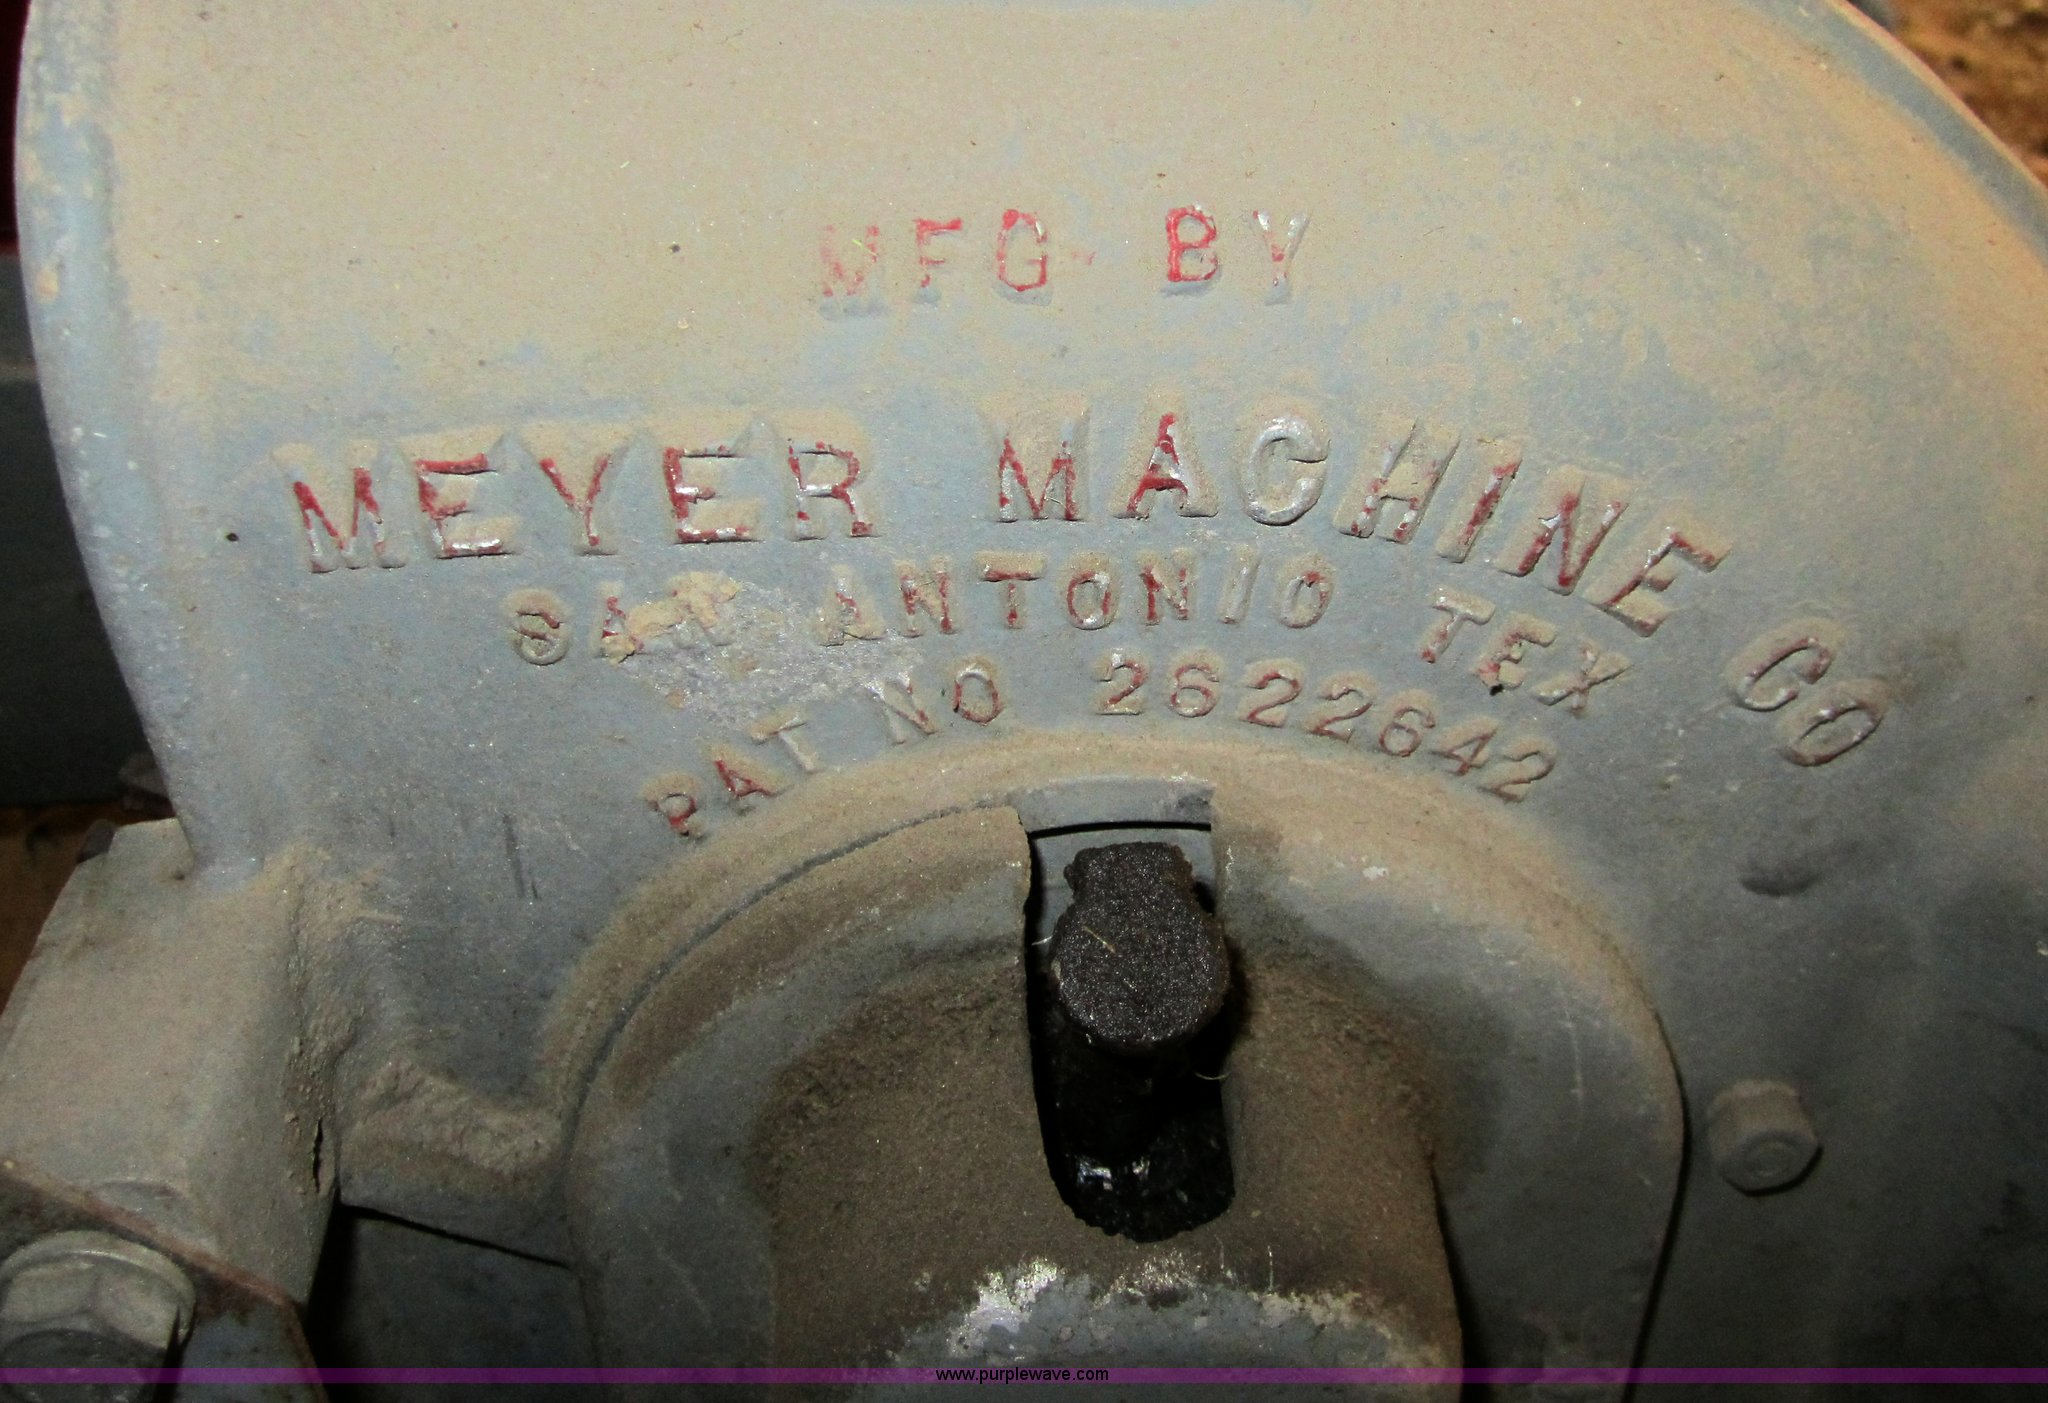 MFG. BY
MEYER MACHINE CO
SAN ANTONIO TEX
PAT NO 2622642
www.purplewave.com